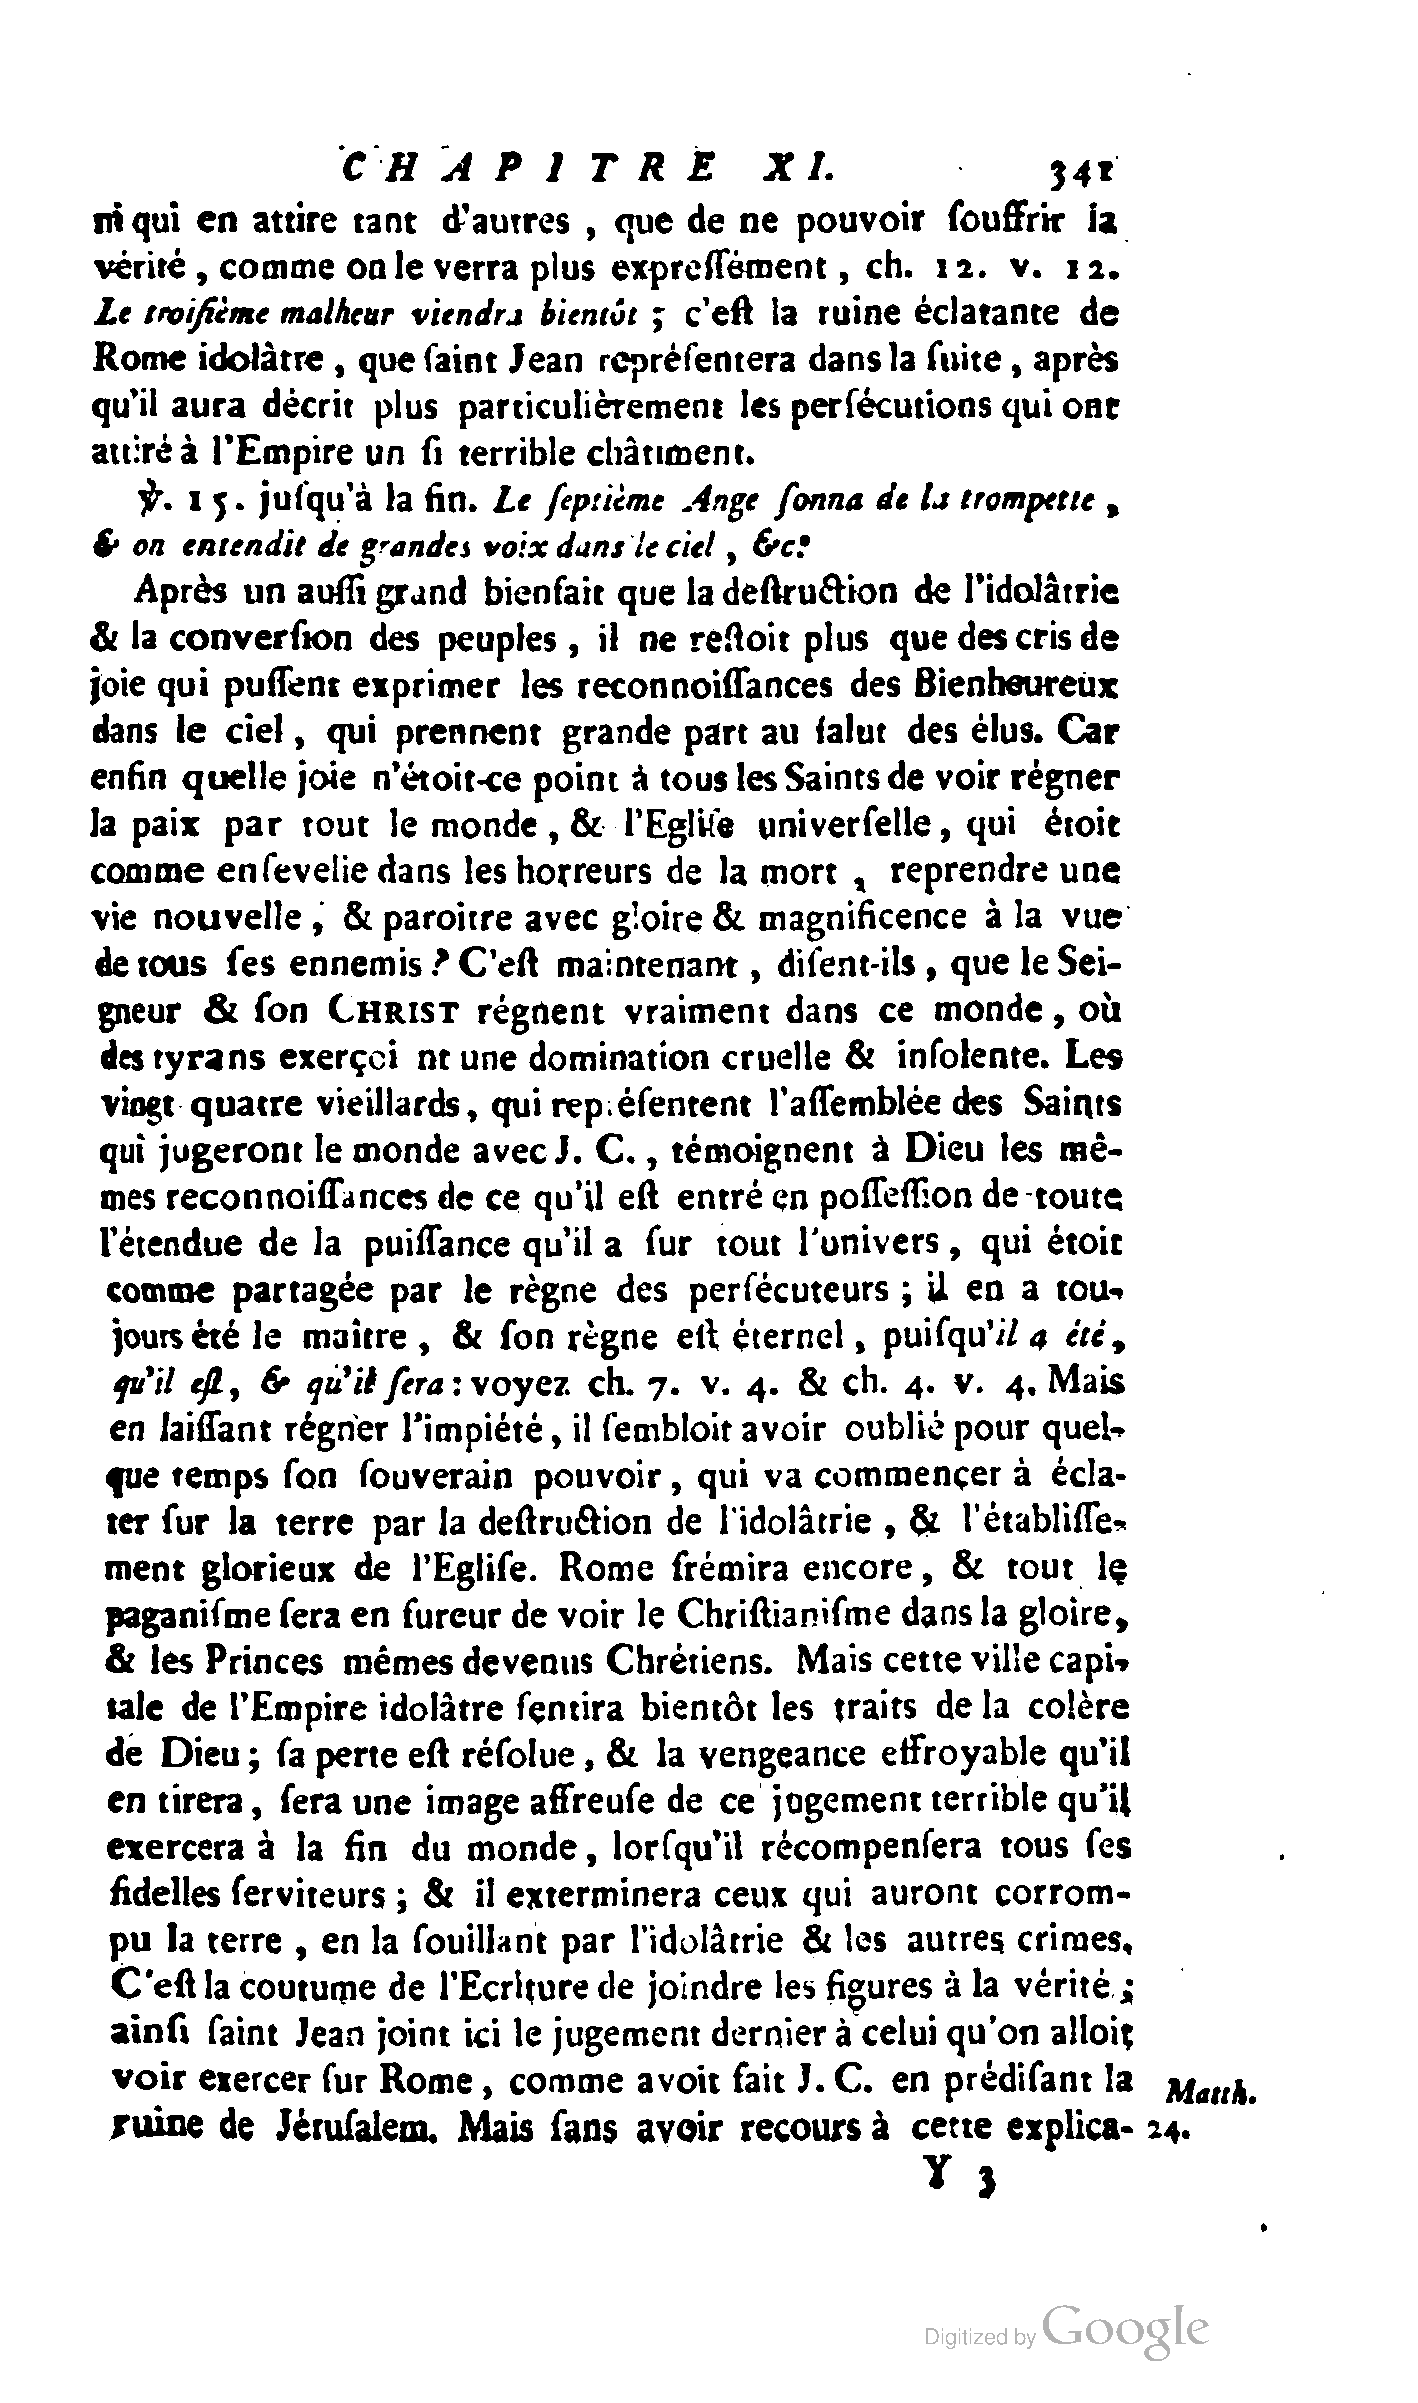 CHAPITRE XI. 341
ni qui en attire tant d'autres , que de ne pouvoir ſouffrir la
vérité , comme on le verra plus expreſſément , ch. 12. v. 12.
Le troiſième malheur viendra bientôt ; c'eſt la ruine éclatante de
Rome idolâtre , que ſaint Jean repréſentera dans la ſuite , après
qu'il aura décrit plus particulièrement les perſécutions qui ont
attiré à l'Empire un ſi terrible châtiment.
℣. 15. juſqu'à la fin. Le ſeptième Ange ſonna de la trompette ,
& on entendit de grandes voix dans le ciel , &c.
Après un auſſi grand bienfait que la deſtruction de l'idolâtrie
& la converſion des peuples , il ne reſtoit plus que des cris de
joie qui puſſent exprimer les reconnoiſſances des Bienheureux
dans le ciel , qui prennent grande part au ſalut des élus. Car
enfin quelle joie n'étoit-ce point à tous les Saints de voir régner
la paix par tout le monde , & l'Egliſe univerſelle, qui étoit
comme enſevelie dans les horreurs de la mort , reprendre une
vie nouvelle , & paroitre avec gloire & magnificence à la vue
de tous ſes ennemis ? C'eſt maintenant , diſent-ils , que le Sei-
gneur & ſon CHRIST régnent vraiment dans ce monde , où
des tyrans exerçoi nt une domination cruelle & inſolente. Les
vingt quatre vieillards, qui repréſentent l'aſſemblée des Saints
qui jugeront le monde avec J. C. , témoignent à Dieu les mê-
mes reconnoiſſances de ce qu'il eſt entré en poſſeſſion de toute
l'étendue de la puiſſance qu'il a ſur tout l'univers , qui étoit
comme partagée par le règne des perſécuteurs ; il en a tou-
jours été le maître , & ſon règne eſt éternel , puiſqu'il a été,
qu'il eſt, & qu'il ſera : voyez ch. 7. v. 4. & ch. 4. v. 4. Mais
en laiſſant régner l'impiété, il ſembloit avoir oublié pour quel-
que temps ſon ſouverain pouvoir , qui va commençer à écla-
ter ſur la terre par la deſtruction de l'idolâtrie , & l'établiſſe-
ment glorieux de l'Egliſe. Rome frémira encore, & tout le
paganiſme ſera en fureur de voir le Chriſtianiſme dans la gloire,
& les Princes mêmes devenus Chrétiens. Mais cette ville capi-
tale de l'Empire idolâtre ſentira bientôt les traits de la colère
de Dieu ; ſa perte eſt réſolue , & la vengeance effroyable qu'il
en tirera, ſera une image affreuſe de ce jugement terrible qu'il
exercera à la fin du monde, lorſqu'il récompenſera tous ſes
fidelles ſerviteurs ; & il exterminera ceux qui auront corrom-
pu la terre , en la ſouillant par l'idolâtrie & les autres crimes.
C'eſt la coutume de l'Ecriture de joindre les figures à la vérité ;
ainſi ſaint Jean joint ici le jugement dernier à celui qu'on alloit
voir exercer ſur Rome, comme avoit fait J. C. en prédiſant la Matth.
ruine de Jéruſalem. Mais ſans avoir recours à cette explica- 24.
Y 3
Digitized by Google